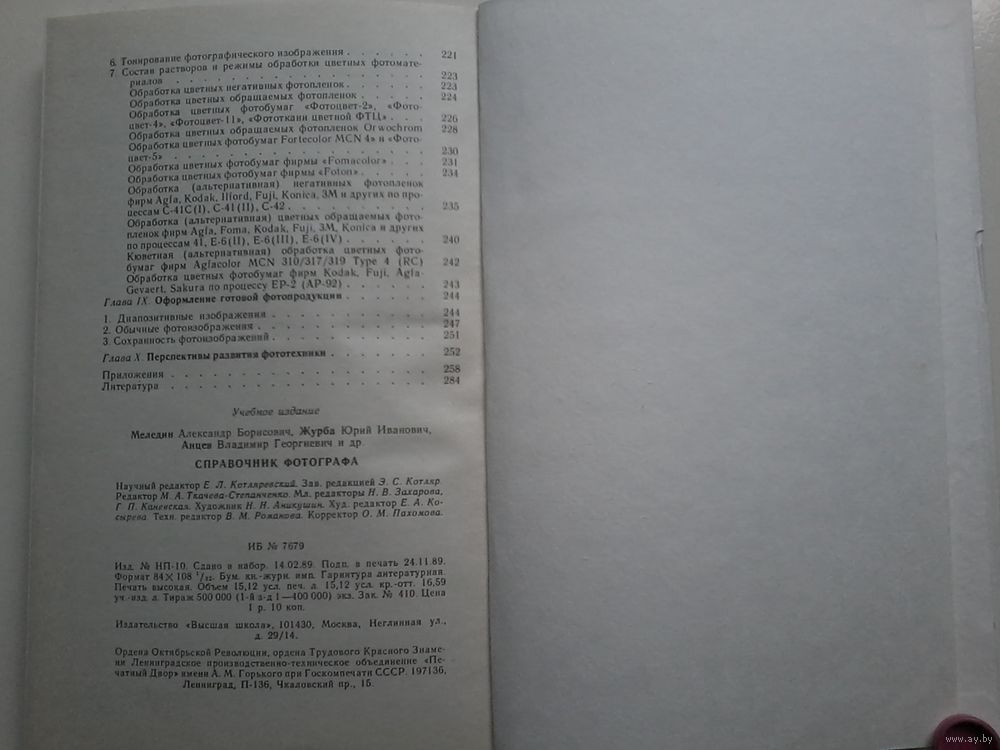 6. Тонирование фотографического изображения . . . . . . 221
7. Состав растворов и режимы обработки цветных фотомате-
риалов . . . . . . . . . . . . . . . . . . 223
Обработка цветных негативных фотопленок . . . . . . 223
Обработка цветных обращаемых фотопленок . . . . . 224
Обработка цветных фотобумаг «Фотоцвет-2», «Фото-
цвет-4», «Фотоцвет-11», «Фототкани цветной ФТЦ» . . . 226
Обработка цветных обращаемых фотопленок Orwochrom 228
Обработка цветных фотобумаг Fortecolor MCN 4» и «Фото-
цвет-5» . . . . . . . . . . . . . . . . . . 230
Обработка цветных фотобумаг фирмы «Fomacolor» . . . 231
Обработка цветных фотобумаг фирмы «Foton» . . . . . 234
Обработка (альтернативная) негативных фотопленок
фирм Agfa, Kodak, Ilford, Fuji, Konica, 3M и других по про-
цессам C-41C(I), C-41(II), C-42 . . . . . . . . . 235
Обработка (альтернативная) цветных обращаемых фото-
пленок фирм Agfa, Foma, Kodak, Fuji, 3M, Konica и других
по процессам 41, E-6(II), E-6(III), E-6(IV) . . . . . . 240
Кюветная (альтернативная) обработка цветных фото-
бумаг фирм Agfacolor MCN 310/317/319 Type 4 (RC) 242
Обработка цветных фотобумаг фирм Kodak, Fuji, Agfa-
Gevaert, Sakura по процессу EP-2 (AP-92) . . . . . . 243
Глава IX. Оформление готовой фотопродукции . . . . . . 244
1. Диапозитивные изображения . . . . . . . . . . . 244
2. Обычные фотоизображения . . . . . . . . . . . . 247
3. Сохранность фотоизображений . . . . . . . . . . 251
Глава X. Перспективы развития фототехники . . . . . . . 252
Приложения . . . . . . . . . . . . . . . . . . 258
Литература . . . . . . . . . . . . . . . . . . 284
Учебное издание
Меледин Александр Борисович, Журба Юрий Иванович,
Анцев Владимир Георгиевич и др.
СПРАВОЧНИК ФОТОГРАФА
Научный редактор Е. Л. Котляревский. Зав. редакцией Э. С. Котляр.
Редактор М. А. Ткачева-Степанченко. Мл. редакторы Н. В. Захарова,
Г. П. Каневская. Художник Н. Н. Аникушин. Худ. редактор Е. А. Ко-
сырева. Техн. редактор В. М. Романова. Корректор О. М. Пахомова.
ИБ № 7679
Изд. № НП-10. Сдано в набор. 14.02.89. Подп. в печать 24.11.89.
Формат 84×108 1/32. Бум. кн.-журн. имп. Гарнитура литературная.
Печать высокая. Объем 15,12 усл. печ. л. 15,12 усл. кр.-отт. 16,59
уч.-изд. л. Тираж 500 000 (1-й з-д 1—400 000) экз. Зак. № 410. Цена
1 р. 10 коп.
Издательство «Высшая школа», 101430, Москва, Неглинная ул.,
д. 29/14.
Ордена Октябрьской Революции, ордена Трудового Красного Знаме-
ни Ленинградское производственно-техническое объединение «Пе-
чатный Двор» имени А. М. Горького при Госкомпечати СССР. 197136,
Ленинград, П-136, Чкаловский пр., 15.
www.ay.by